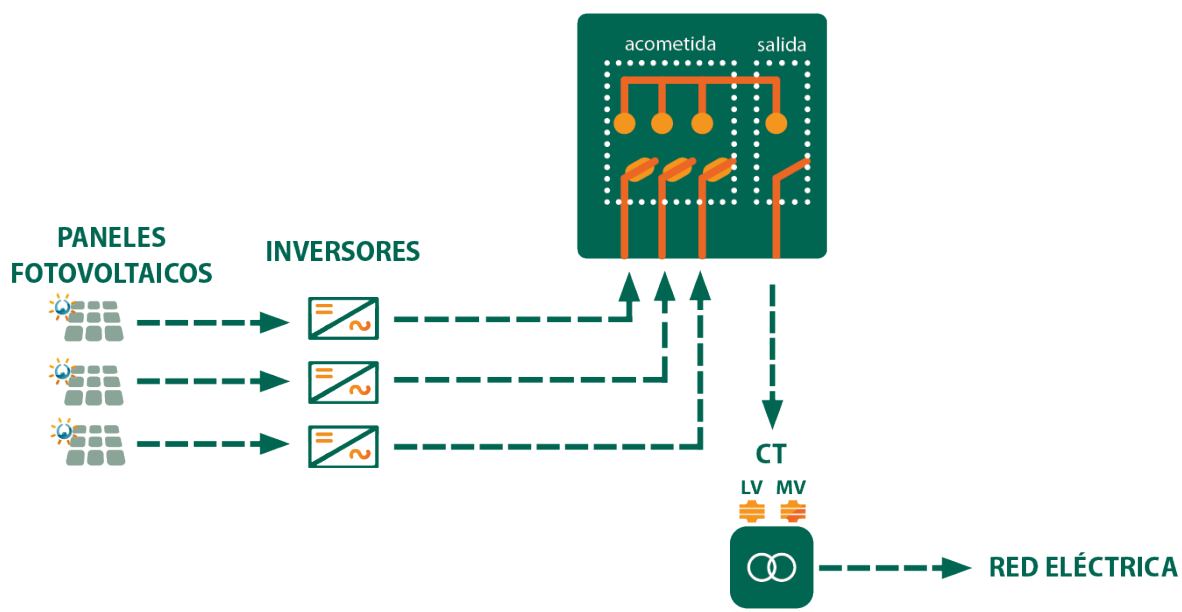 acometida salida
PANELES
FOTOVOLTAICOS
INVERSORES
CT
LV MV
RED ELÉCTRICA